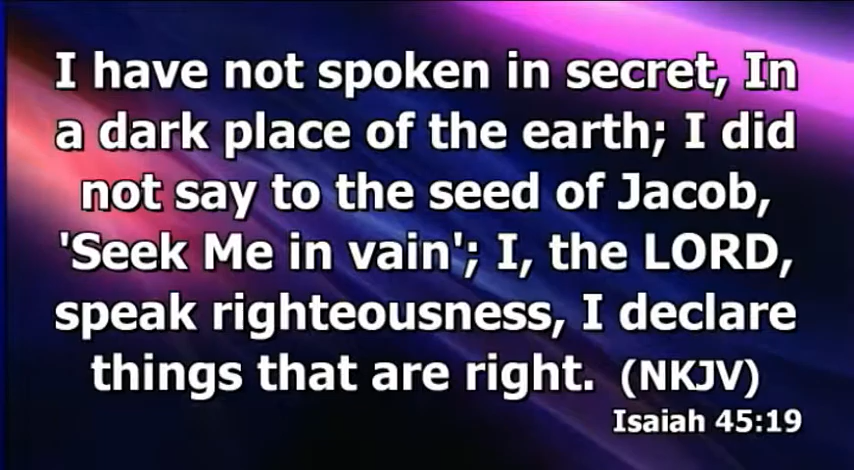 I have not spoken in secret, In
a dark place of the earth; I did
not say to the seed of Jacob,
'Seek Me in vain'; I, the LORD,
speak righteousness, I declare
things that are right. (NKJV)
Isaiah 45:19